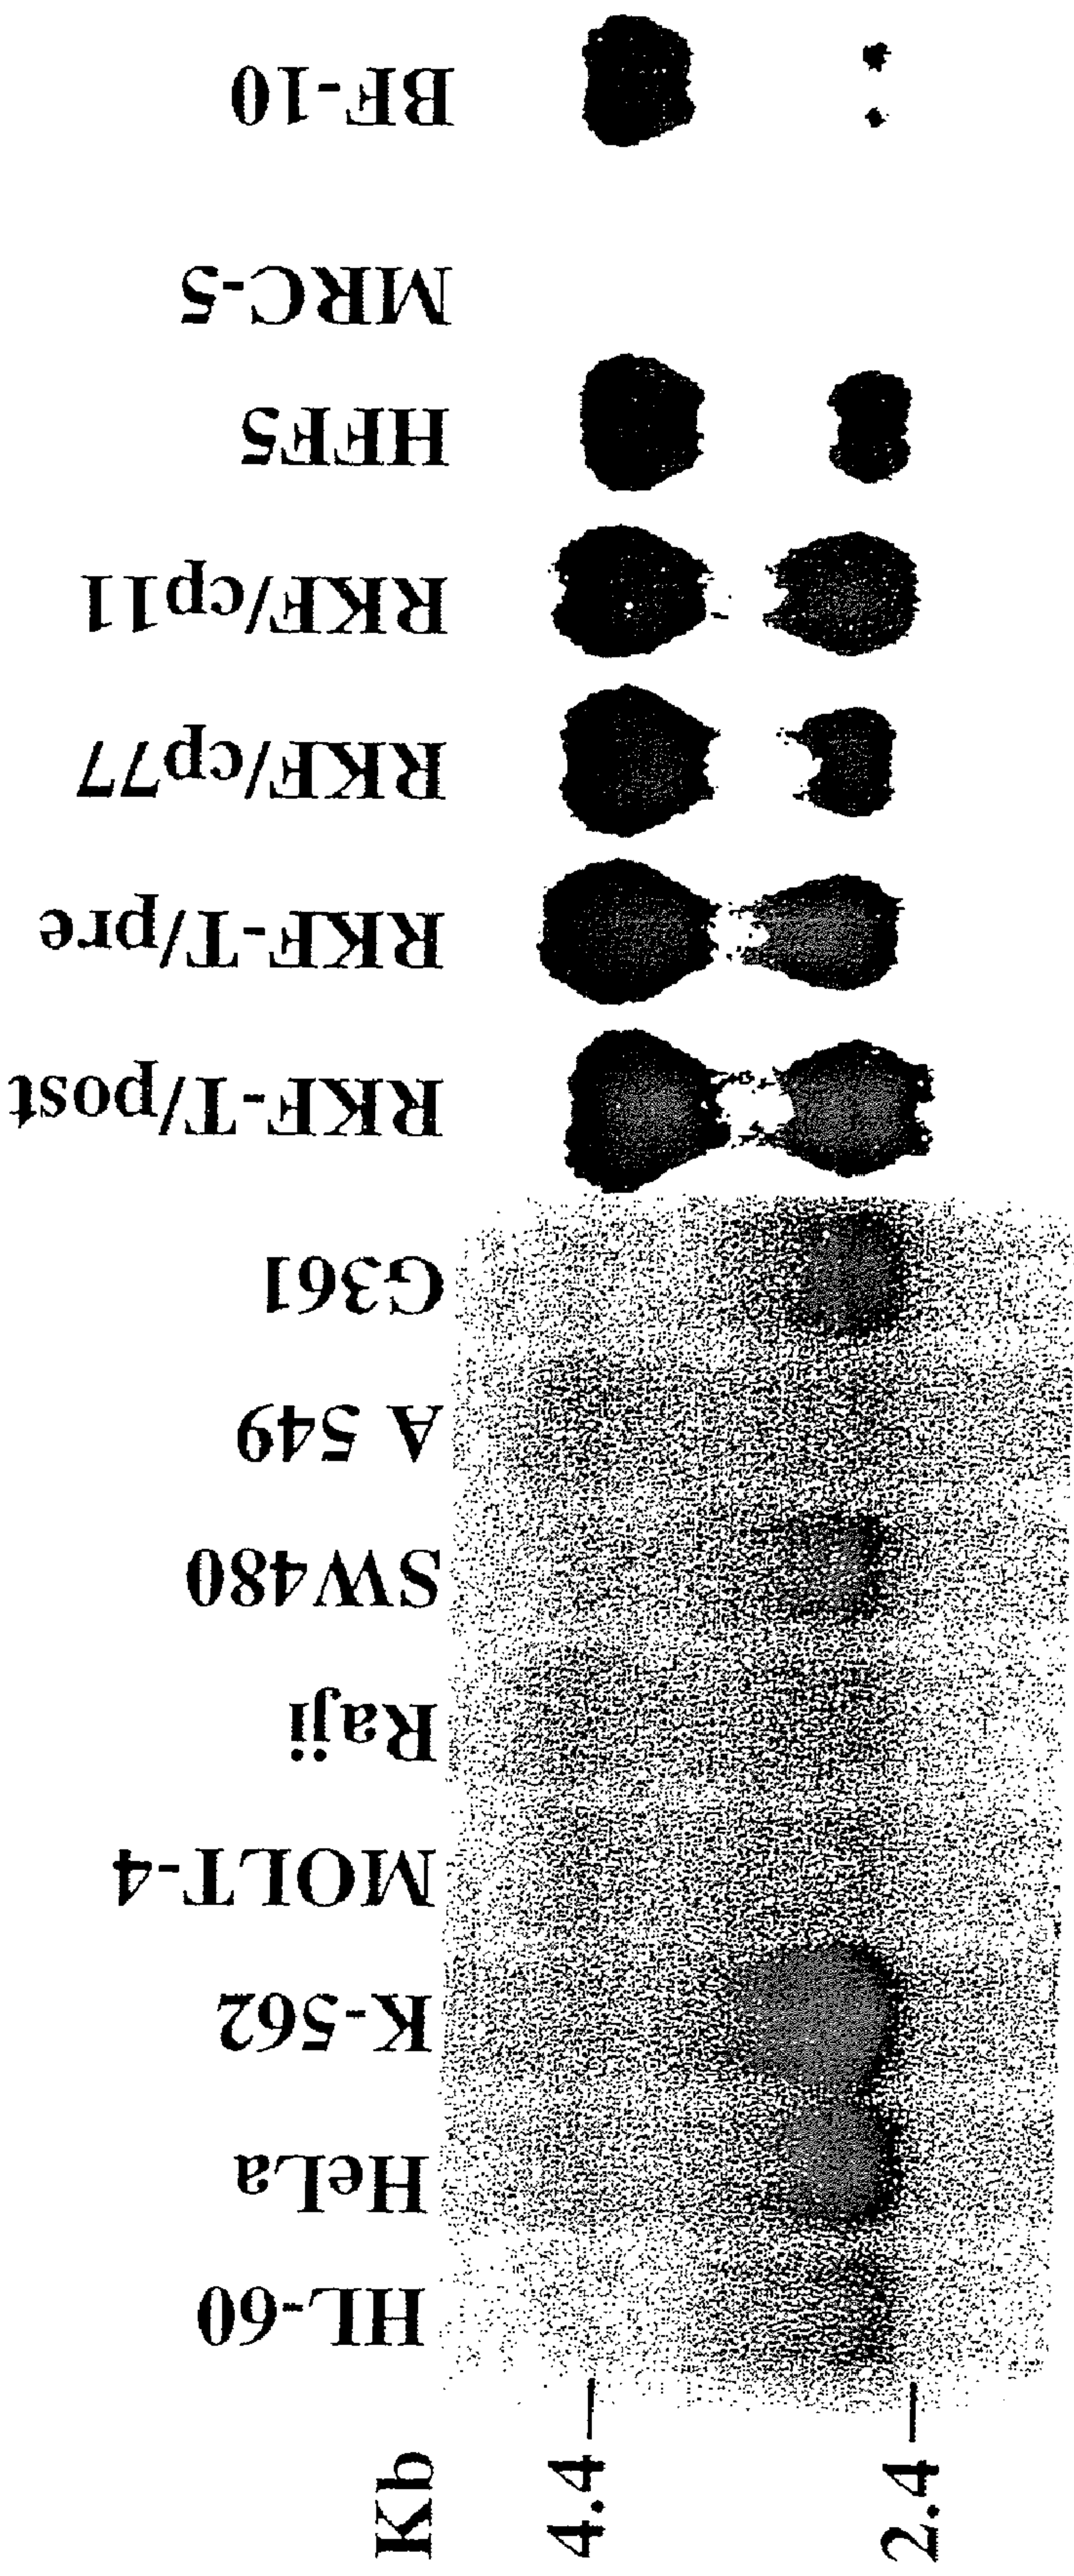 BF-10
MRC-5
HFF5
RKF/cp11
RKF/cp77
RKF-T/pre
RKF-T/post
G361
A 549
SW480
Raji
MOLT-4
K-562
HeLa
HL-60
Kb
4.4
2.4